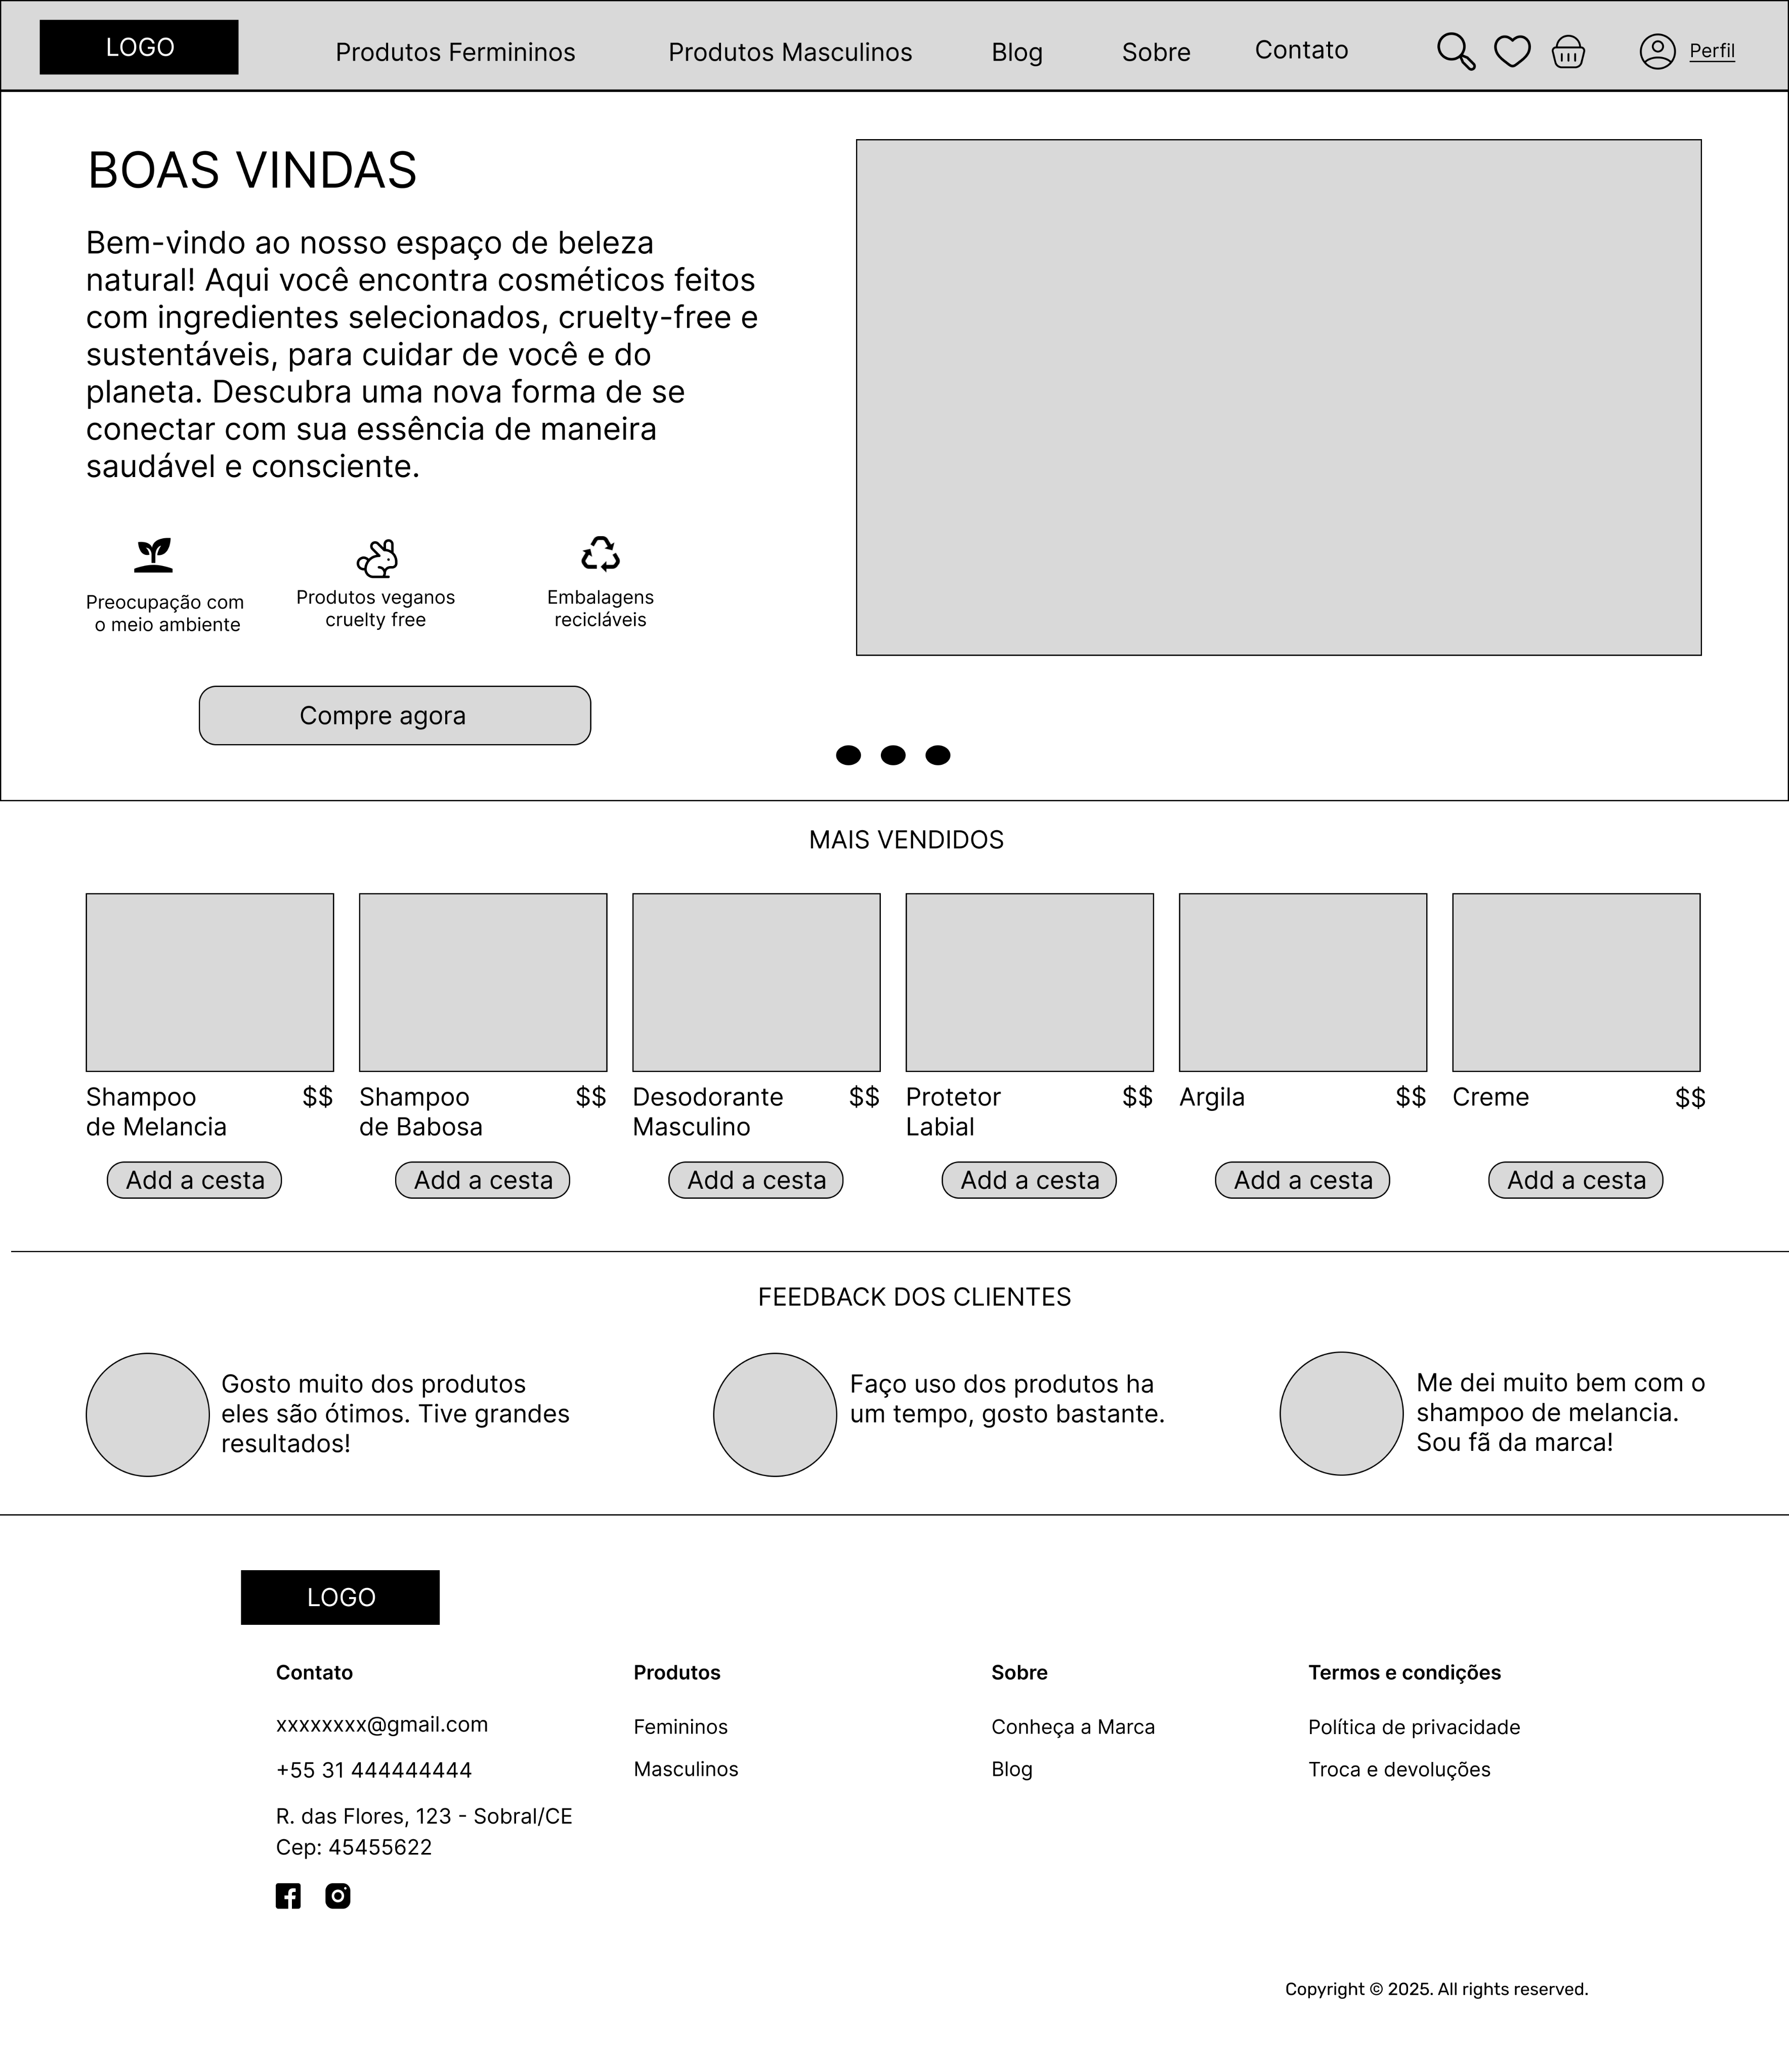 LOGO
Produtos Fermininos
Produtos Masculinos
Blog
Sobre
Contato
Perfil
BOAS VINDAS
Bem-vindo ao nosso espaço de beleza
natural! Aqui você encontra cosméticos feitos
com ingredientes selecionados, cruelty-free e
sustentáveis, para cuidar de você e do
planeta. Descubra uma nova forma de se
conectar com sua essência de maneira
saudável e consciente.
Preocupação com
o meio ambiente
Produtos veganos
cruelty free
Embalagens
recicláveis
Compre agora
MAIS VENDIDOS
Shampoo
de Melancia
$$
Add a cesta
Shampoo
de Babosa
$$
Add a cesta
Desodorante
Masculino
$$
Add a cesta
Protetor
Labial
$$
Add a cesta
Argila
$$
Add a cesta
Creme
$$
Add a cesta
FEEDBACK DOS CLIENTES
Gosto muito dos produtos
eles são ótimos. Tive grandes
resultados!
Faço uso dos produtos ha
um tempo, gosto bastante.
Me dei muito bem com o
shampoo de melancia.
Sou fã da marca!
LOGO
Contato
xxxxxxxx@gmail.com
+55 31 444444444
R. das Flores, 123 - Sobral/CE
Cep: 45455622
Produtos
Femininos
Masculinos
Sobre
Conheça a Marca
Blog
Termos e condições
Política de privacidade
Troca e devoluções
Copyright © 2025. All rights reserved.